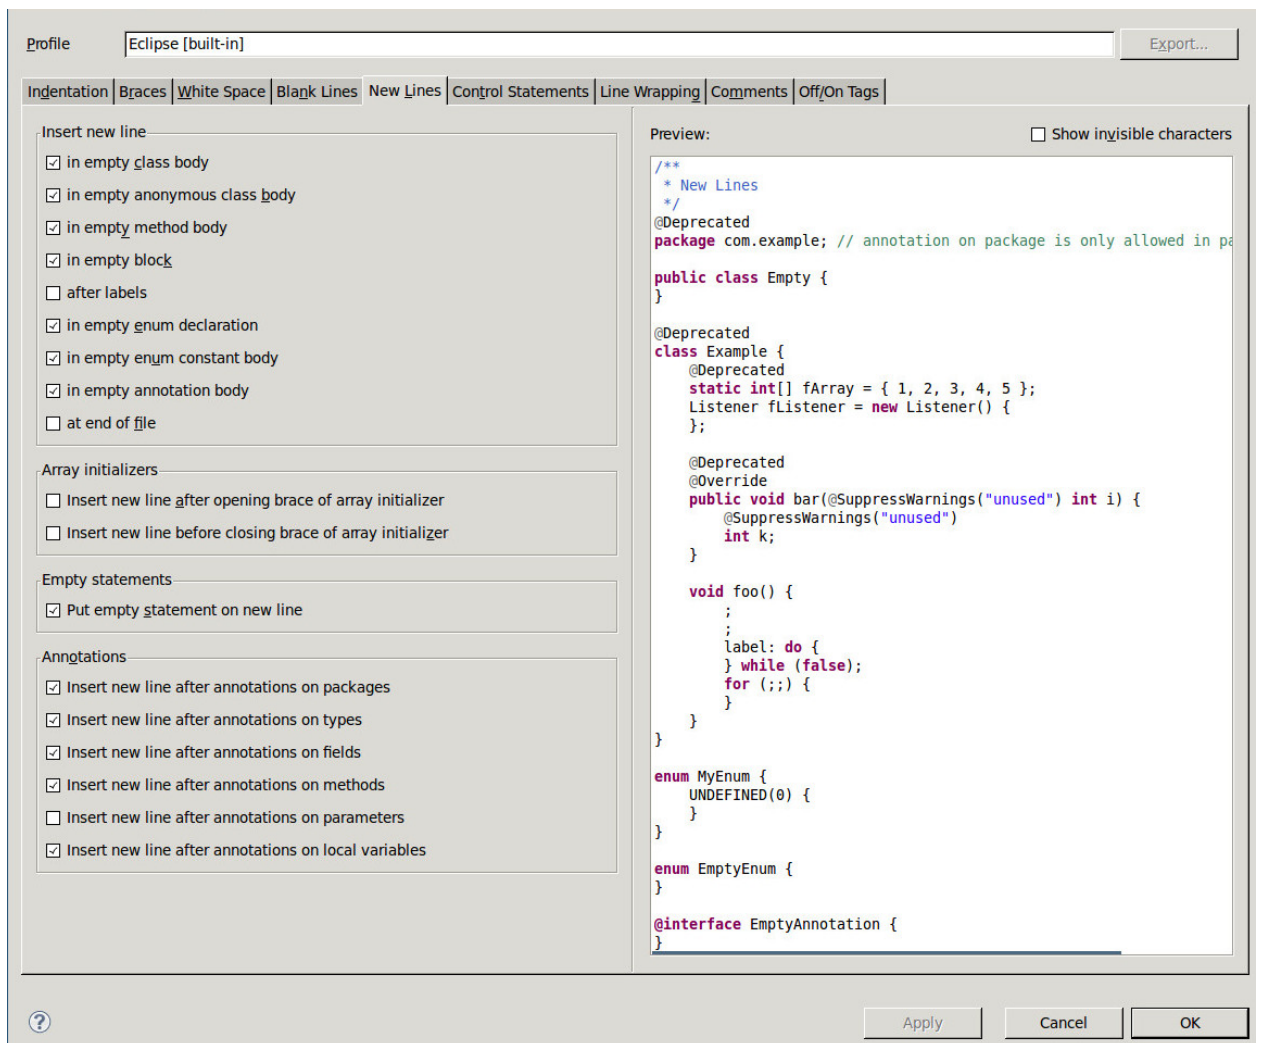 Profile Eclipse [built-in] Export...
Indentation Braces White Space Blank Lines New Lines Control Statements Line Wrapping Comments Off/On Tags
Insert new line
in empty class body
in empty anonymous class body
in empty method body
in empty block
after labels
in empty enum declaration
in empty enum constant body
in empty annotation body
at end of file
Array initializers
Insert new line after opening brace of array initializer
Insert new line before closing brace of array initializer
Empty statements
Put empty statement on new line
Annotations
Insert new line after annotations on packages
Insert new line after annotations on types
Insert new line after annotations on fields
Insert new line after annotations on methods
Insert new line after annotations on parameters
Insert new line after annotations on local variables
Preview: Show invisible characters
/**
 * New Lines
 */
@Deprecated
package com.example; // annotation on package is only allowed in pa

public class Empty {
}

@Deprecated
class Example {
    @Deprecated
    static int[] fArray = { 1, 2, 3, 4, 5 };
    Listener fListener = new Listener() {
    };

    @Deprecated
    @Override
    public void bar(@SuppressWarnings("unused") int i) {
        @SuppressWarnings("unused")
        int k;
    }

    void foo() {
        ;
        ;
        label: do {
        } while (false);
        for (;;) {
        }
    }
}

enum MyEnum {
    UNDEFINED(0) {
    }
}

enum EmptyEnum {
}

@interface EmptyAnnotation {
}
? Apply Cancel OK